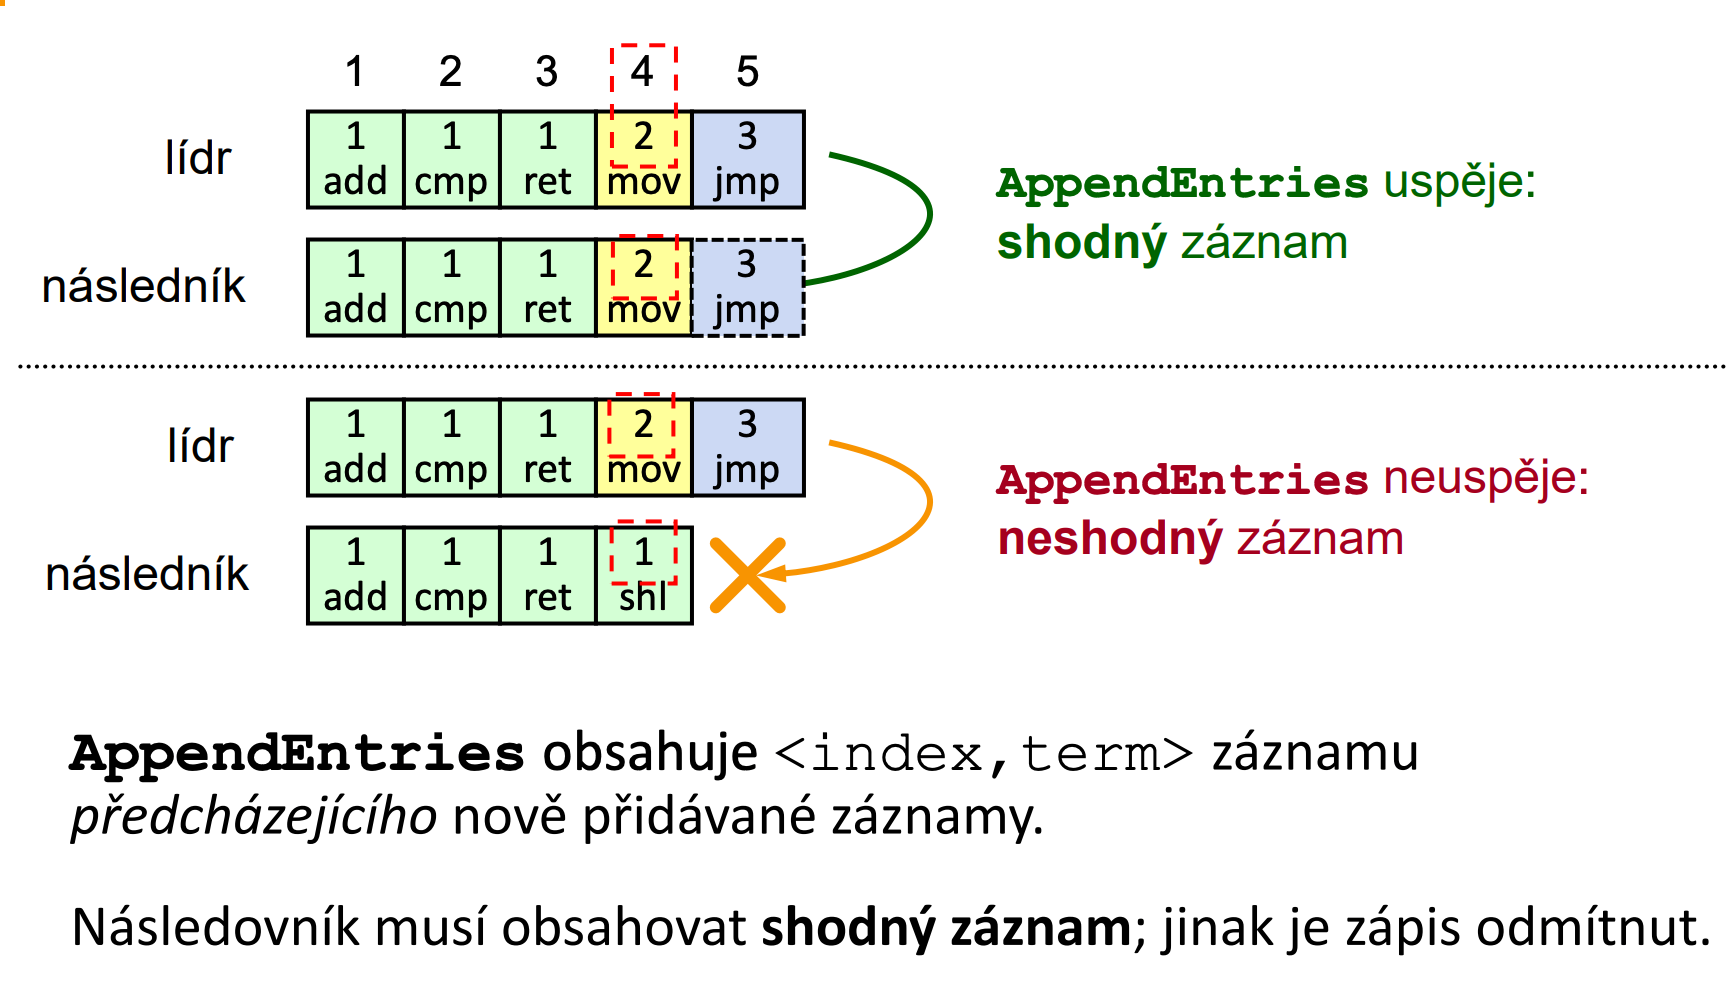 1 2 3 4 5
lídr
1 1 1 2 3
add cmp ret mov jmp
následník
1 1 1 2 3
add cmp ret mov jmp
AppendEntries uspěje:
shodný záznam
lídr
1 1 1 2 3
add cmp ret mov jmp
následník
1 1 1 1
add cmp ret shl
AppendEntries neuspěje:
neshodný záznam
AppendEntries obsahuje <index,term> záznamu
předcházejícího nově přidávané záznamy.
Následovník musí obsahovat shodný záznam; jinak je zápis odmítnut.